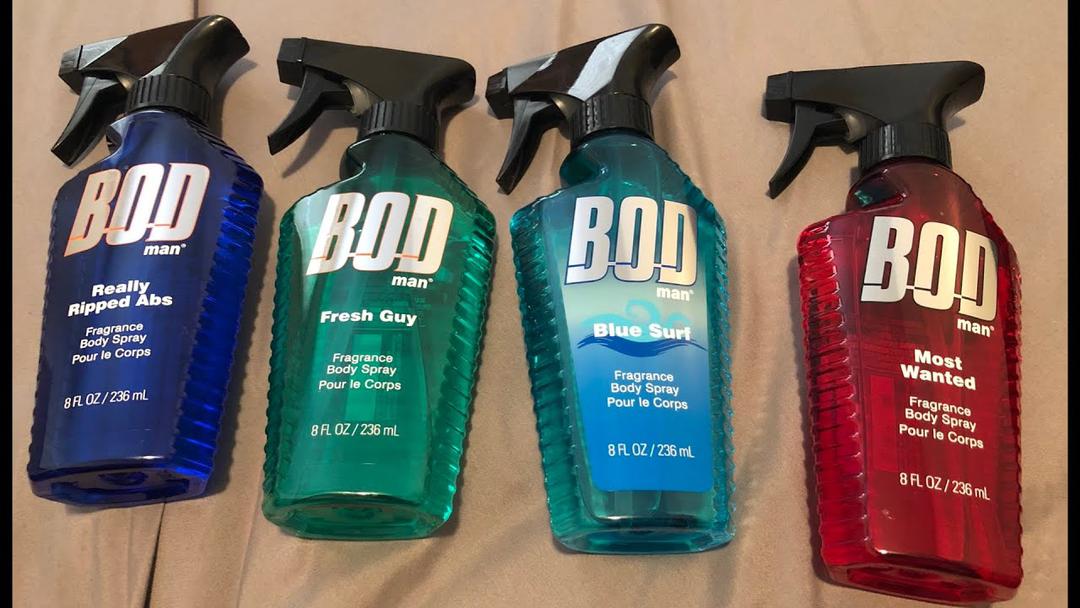 BOD
man®
Really
Ripped Abs
Fragrance
Body Spray
Pour le Corps
8 FL OZ / 236 mL
BOD
man®
Fresh Guy
Fragrance
Body Spray
Pour le Corps
8 FL OZ / 236 mL
BOD
man®
Blue Surf
Fragrance
Body Spray
Pour le Corps
8 FL OZ / 236 mL
BOD
man®
Most
Wanted
Fragrance
Body Spray
Pour le Corps
8 FL OZ / 236 mL